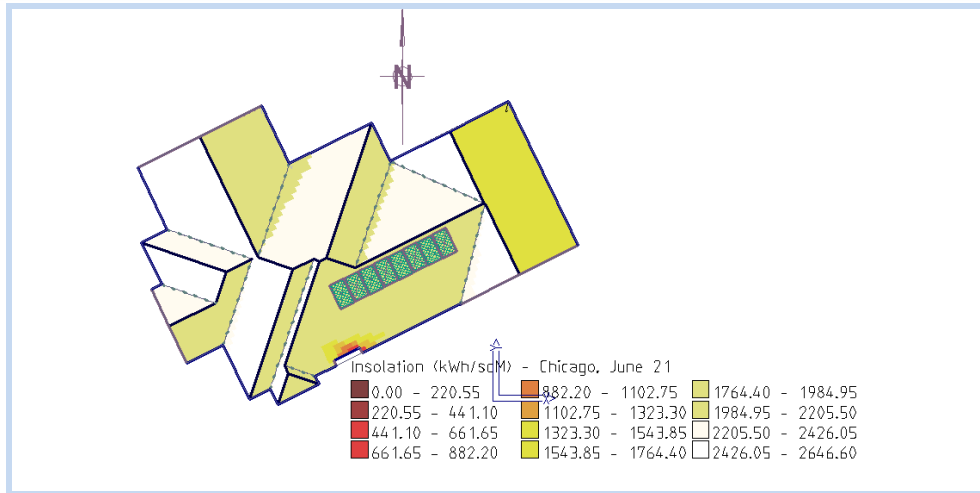 N
Insolation (kWh/sqM) - Chicago, June 21
0.00 - 220.55
220.55 - 441.10
441.10 - 661.65
661.65 - 882.20
882.20 - 1102.75
1102.75 - 1323.30
1323.30 - 1543.85
1543.85 - 1764.40
1764.40 - 1984.95
1984.95 - 2205.50
2205.50 - 2426.05
2426.05 - 2646.60